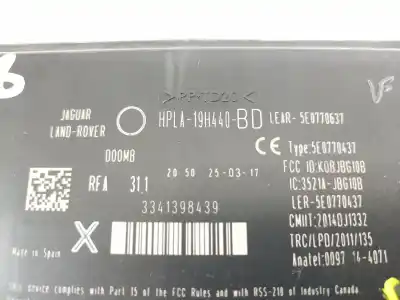 >PP+TD20<
JAGUAR
LAND-ROVER
HPLA-19H440-BD
LEAR- 5E0770637
CE Type:5E0770437
D00MB
FCC ID:KOBJBG10B
RFA 31.1
20 50 25-03-17
IC:3521A-JBG10B
LER-5E0770437
3341398439
CMIIT:2014DJ1332
TRC/LPD/2011/135
X
Made in Spain
Anatel:0097 14-4071
This device complies with Part 15 of the FCC Rules and with RSS-210 of Industry Canada.